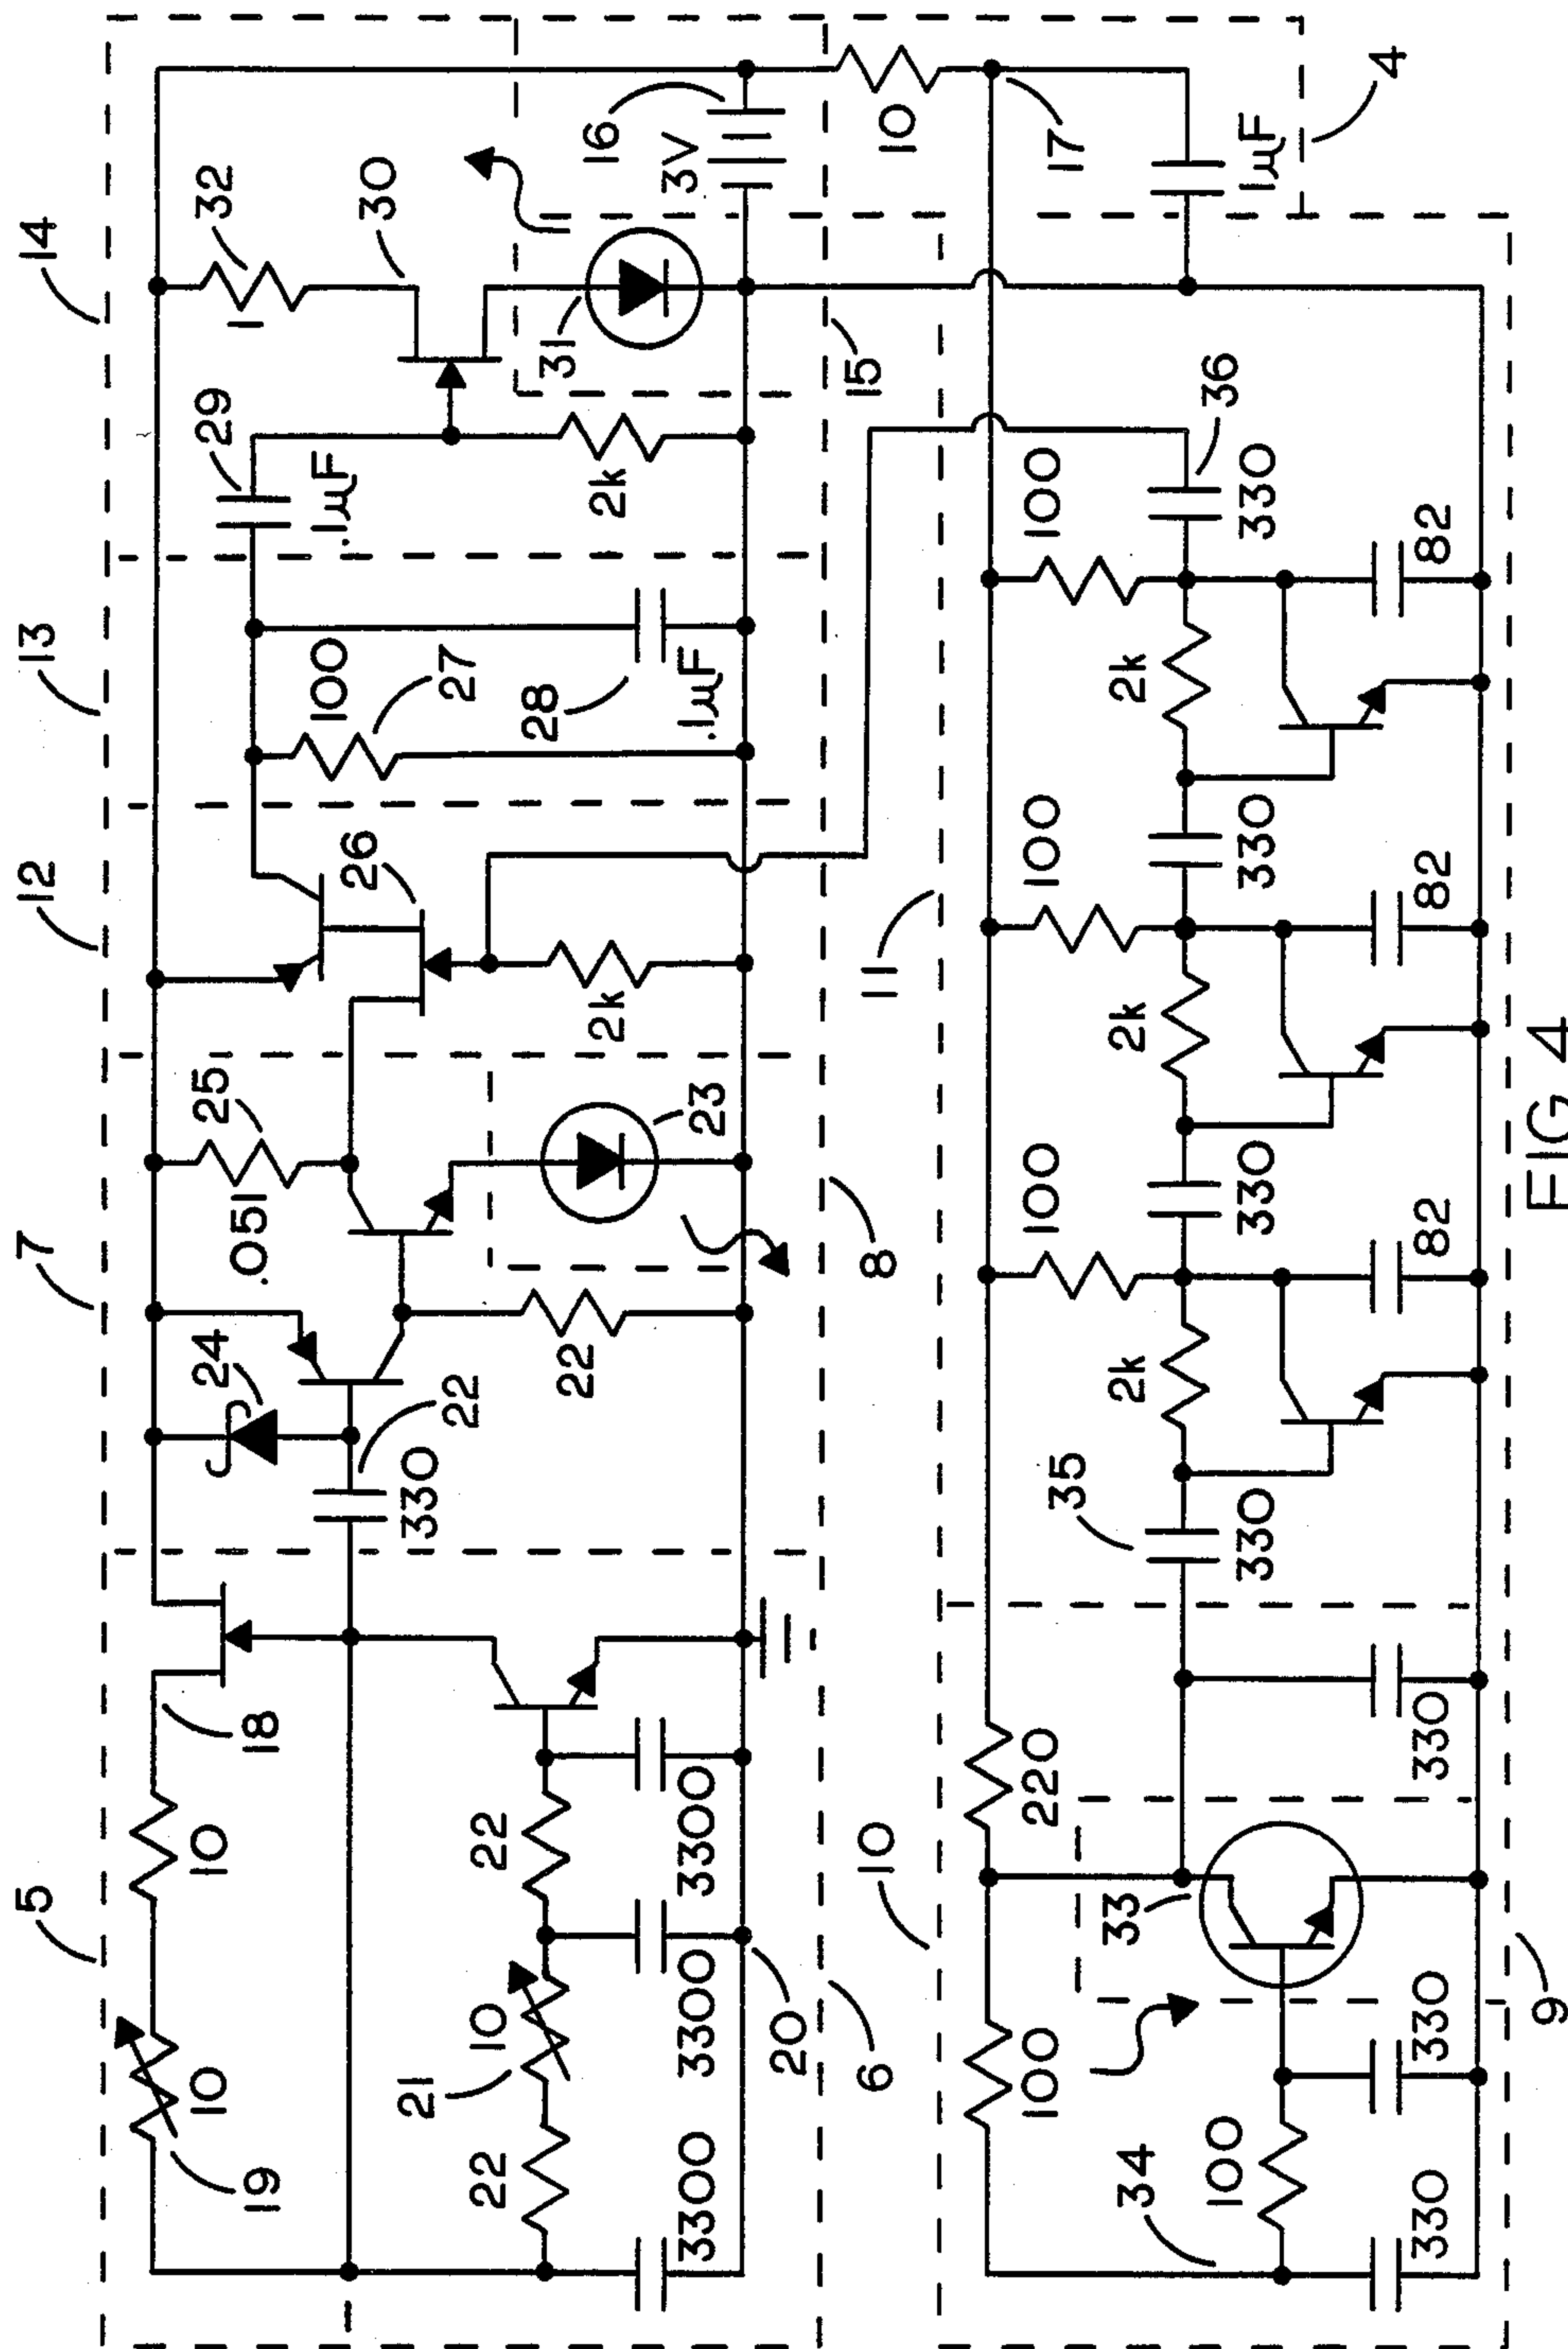 5 7 12 13 14
10 10 24 25 29 32
19 18 .051 1
100 .1µF
26 30
21 330
22 27
22 10 22
28 31
22 2k 2k 16
3300 3300 3300 23 .1µF 3V
20
6 10 8 11 15 10
100 220 100 100 100 17
35
34 33 2k 2k 2k
100 330 330 330 330 36 1µF
4
330 330 330 82 82 82
9
FIG 4